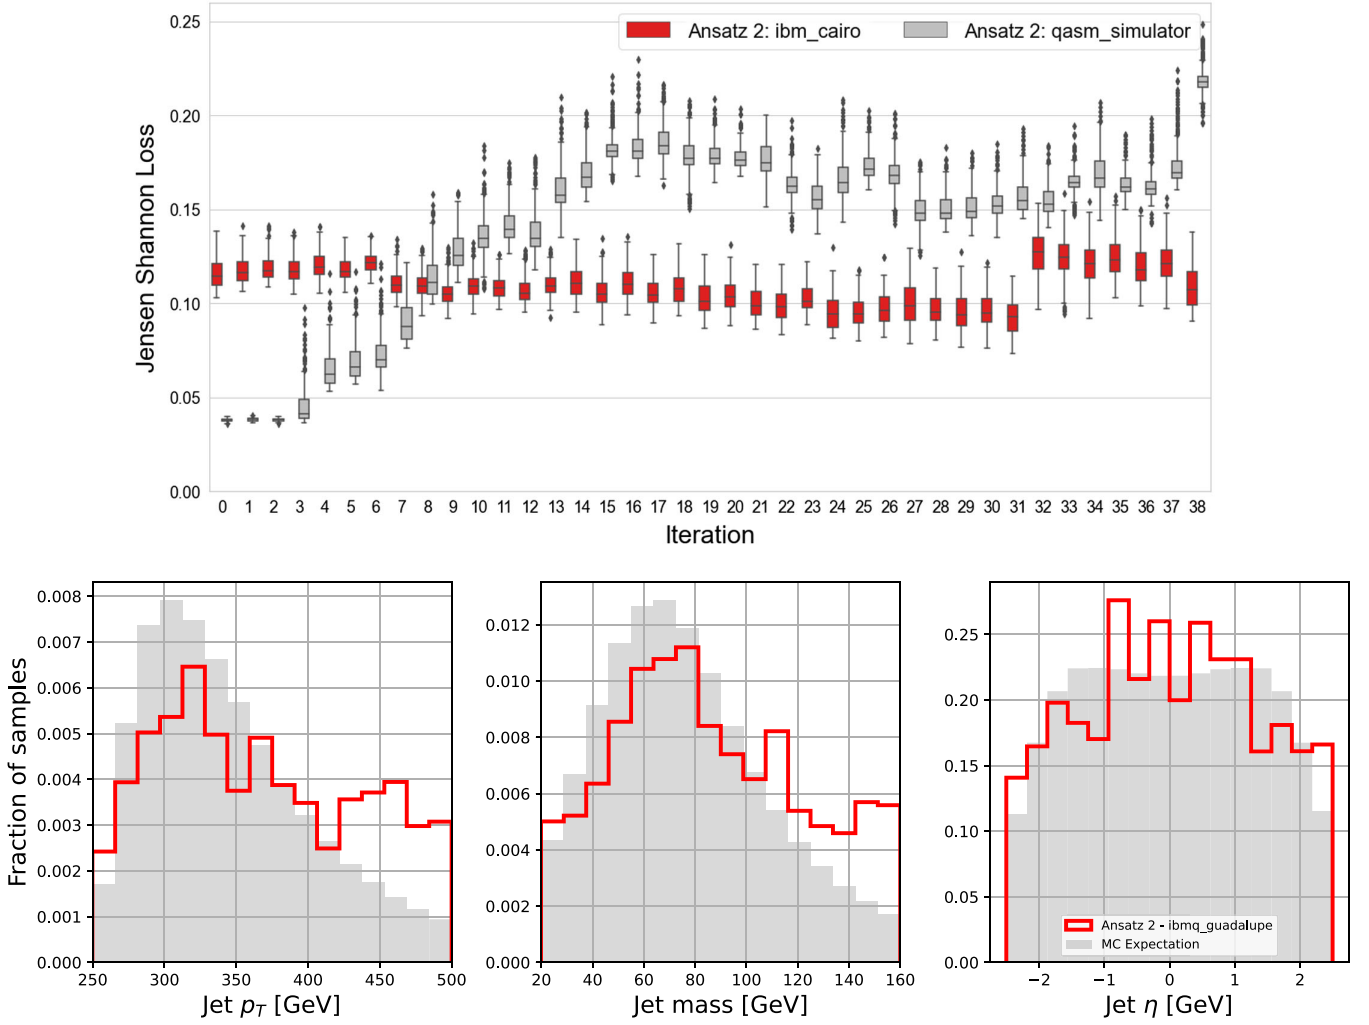 0.25
0.20
0.15
0.10
0.05
0.00
Jensen Shannon Loss
Ansatz 2: ibm_cairo
Ansatz 2: qasm_simulator
0 1 2 3 4 5 6 7 8 9 10 11 12 13 14 15 16 17 18 19 20 21 22 23 24 25 26 27 28 29 30 31 32 33 34 35 36 37 38
Iteration
Fraction of samples
0.008
0.007
0.006
0.005
0.004
0.003
0.002
0.001
0.000
250 300 350 400 450 500
Jet p_T [GeV]
0.012
0.010
0.008
0.006
0.004
0.002
0.000
20 40 60 80 100 120 140 160
Jet mass [GeV]
0.25
0.20
0.15
0.10
0.05
0.00
Ansatz 2 - ibmq_guadalupe
MC Expectation
−2 −1 0 1 2
Jet η [GeV]